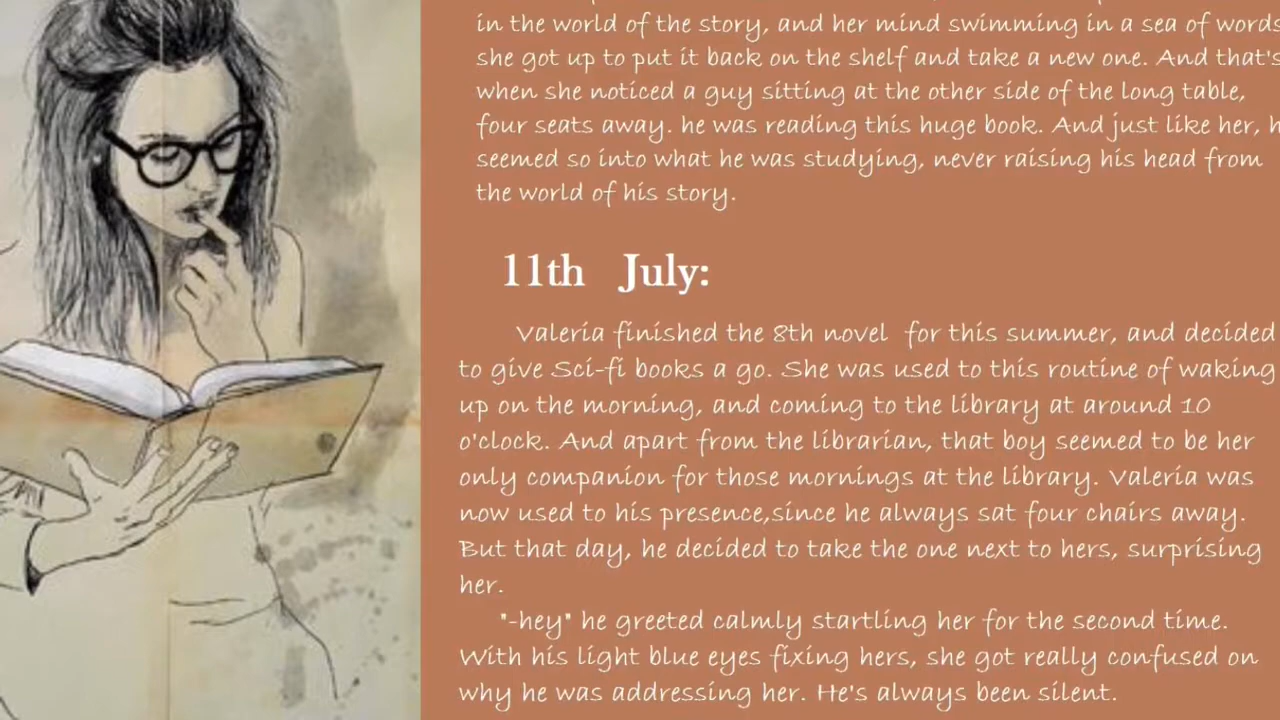 in the world of the story, and her mind swimming in a sea of words
she got up to put it back on the shelf and take a new one. And that's
when she noticed a guy sitting at the other side of the long table,
four seats away. he was reading this huge book. And just like her, h
seemed so into what he was studying, never raising his head from
the world of his story.
11th July:
Valeria finished the 8th novel for this summer, and decided
to give Sci-fi books a go. She was used to this routine of waking
up on the morning, and coming to the library at around 10
o'clock. And apart from the librarian, that boy seemed to be her
only companion for those mornings at the library. Valeria was
now used to his presence,since he always sat four chairs away.
But that day, he decided to take the one next to hers, surprising
her.
"-hey" he greeted calmly startling her for the second time.
With his light blue eyes fixing hers, she got really confused on
why he was addressing her. He's always been silent.